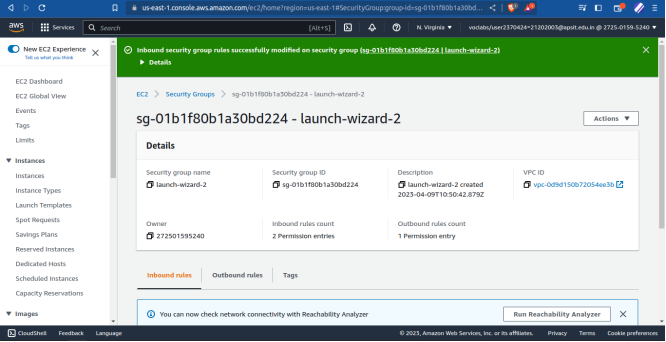 us-east-1.console.aws.amazon.com/ec2/home?region=us-east-1#SecurityGroup:group-id=sg-01b1f80b1a30bd...
aws Services Search [Alt+S] N. Virginia voclabs/user2370424=21202003@apsit.edu.in @ 2725-0159-5240
New EC2 Experience
Tell us what you think
EC2 Dashboard
EC2 Global View
Events
Tags
Limits
Instances
Instances
Instance Types
Launch Templates
Spot Requests
Savings Plans
Reserved Instances
Dedicated Hosts
Scheduled Instances
Capacity Reservations
Images
Inbound security group rules successfully modified on security group (sg-01b1f80b1a30bd224 | launch-wizard-2)
Details
EC2 > Security Groups > sg-01b1f80b1a30bd224 - launch-wizard-2
sg-01b1f80b1a30bd224 - launch-wizard-2
Actions
Details
Security group name
launch-wizard-2
Security group ID
sg-01b1f80b1a30bd224
Description
launch-wizard-2 created
2023-04-09T10:50:42.879Z
VPC ID
vpc-0d9d150b72054ee3b
Owner
272501595240
Inbound rules count
2 Permission entries
Outbound rules count
1 Permission entry
Inbound rules Outbound rules Tags
You can now check network connectivity with Reachability Analyzer
Run Reachability Analyzer
CloudShell Feedback Language © 2023, Amazon Web Services, Inc. or its affiliates. Privacy Terms Cookie preferences